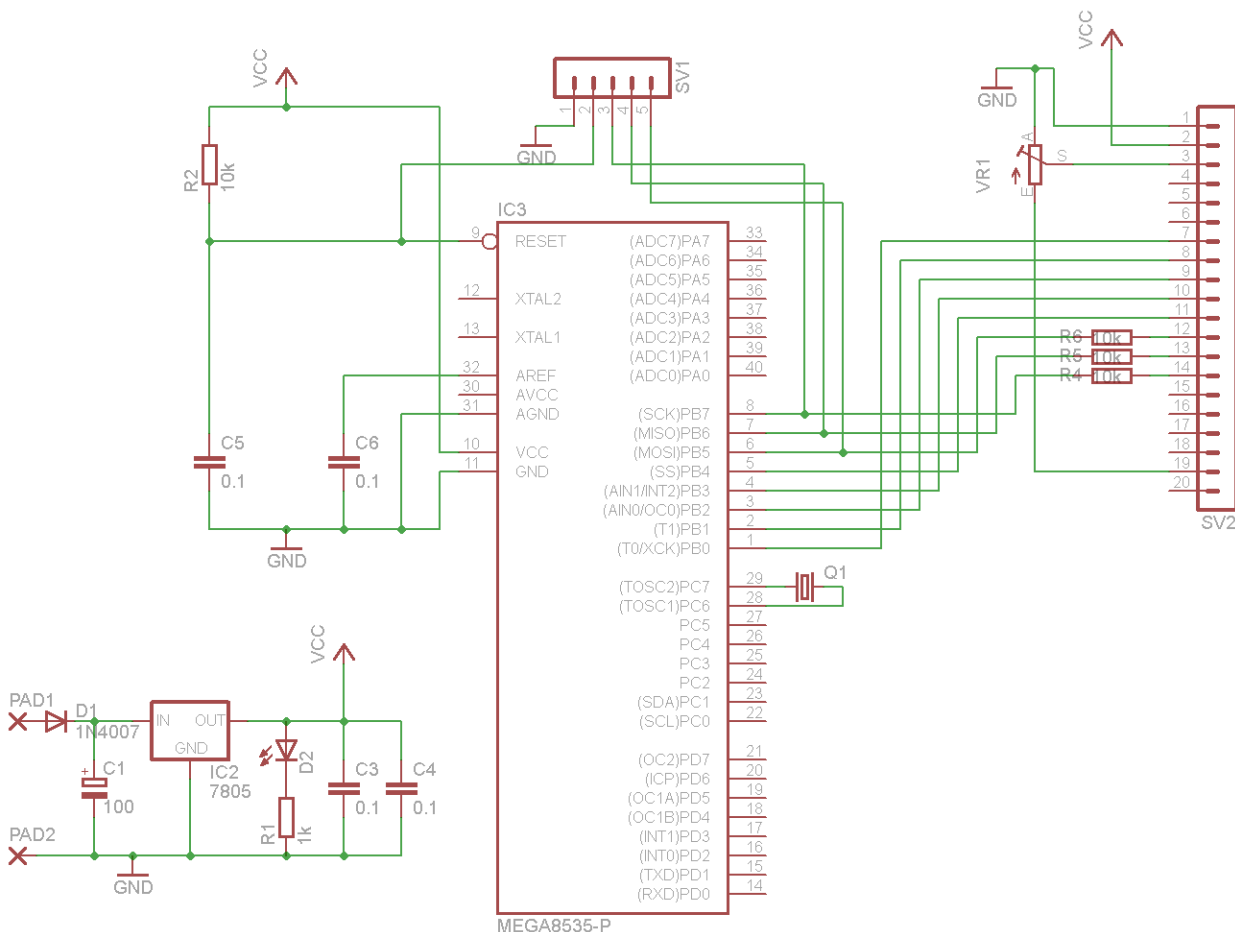 VCC
R2
10k
C5
0.1
C6
0.1
GND
SV1
1
2
3
4
5
GND
IC3
9
RESET
12
XTAL2
13
XTAL1
32
AREF
30
AVCC
31
AGND
10
VCC
11
GND
(ADC7)PA7
33
(ADC6)PA6
34
(ADC5)PA5
35
(ADC4)PA4
36
(ADC3)PA3
37
(ADC2)PA2
38
(ADC1)PA1
39
(ADC0)PA0
40
(SCK)PB7
8
(MISO)PB6
7
(MOSI)PB5
6
(SS)PB4
5
(AIN1/INT2)PB3
4
(AIN0/OC0)PB2
3
(T1)PB1
2
(T0/XCK)PB0
1
(TOSC2)PC7
29
(TOSC1)PC6
28
PC5
27
PC4
26
PC3
25
PC2
24
(SDA)PC1
23
(SCL)PC0
22
(OC2)PD7
21
(ICP)PD6
20
(OC1A)PD5
19
(OC1B)PD4
18
(INT1)PD3
17
(INT0)PD2
16
(TXD)PD1
15
(RXD)PD0
14
MEGA8535-P
Q1
VCC
GND
VR1
A
S
E
R6 10k
R5 10k
R4 10k
1
2
3
4
5
6
7
8
9
10
11
12
13
14
15
16
17
18
19
20
SV2
PAD1
D1
1N4007
C1
+
100
PAD2
GND
IN
OUT
GND
IC2
7805
VCC
D2
R1
1k
C3
0.1
C4
0.1